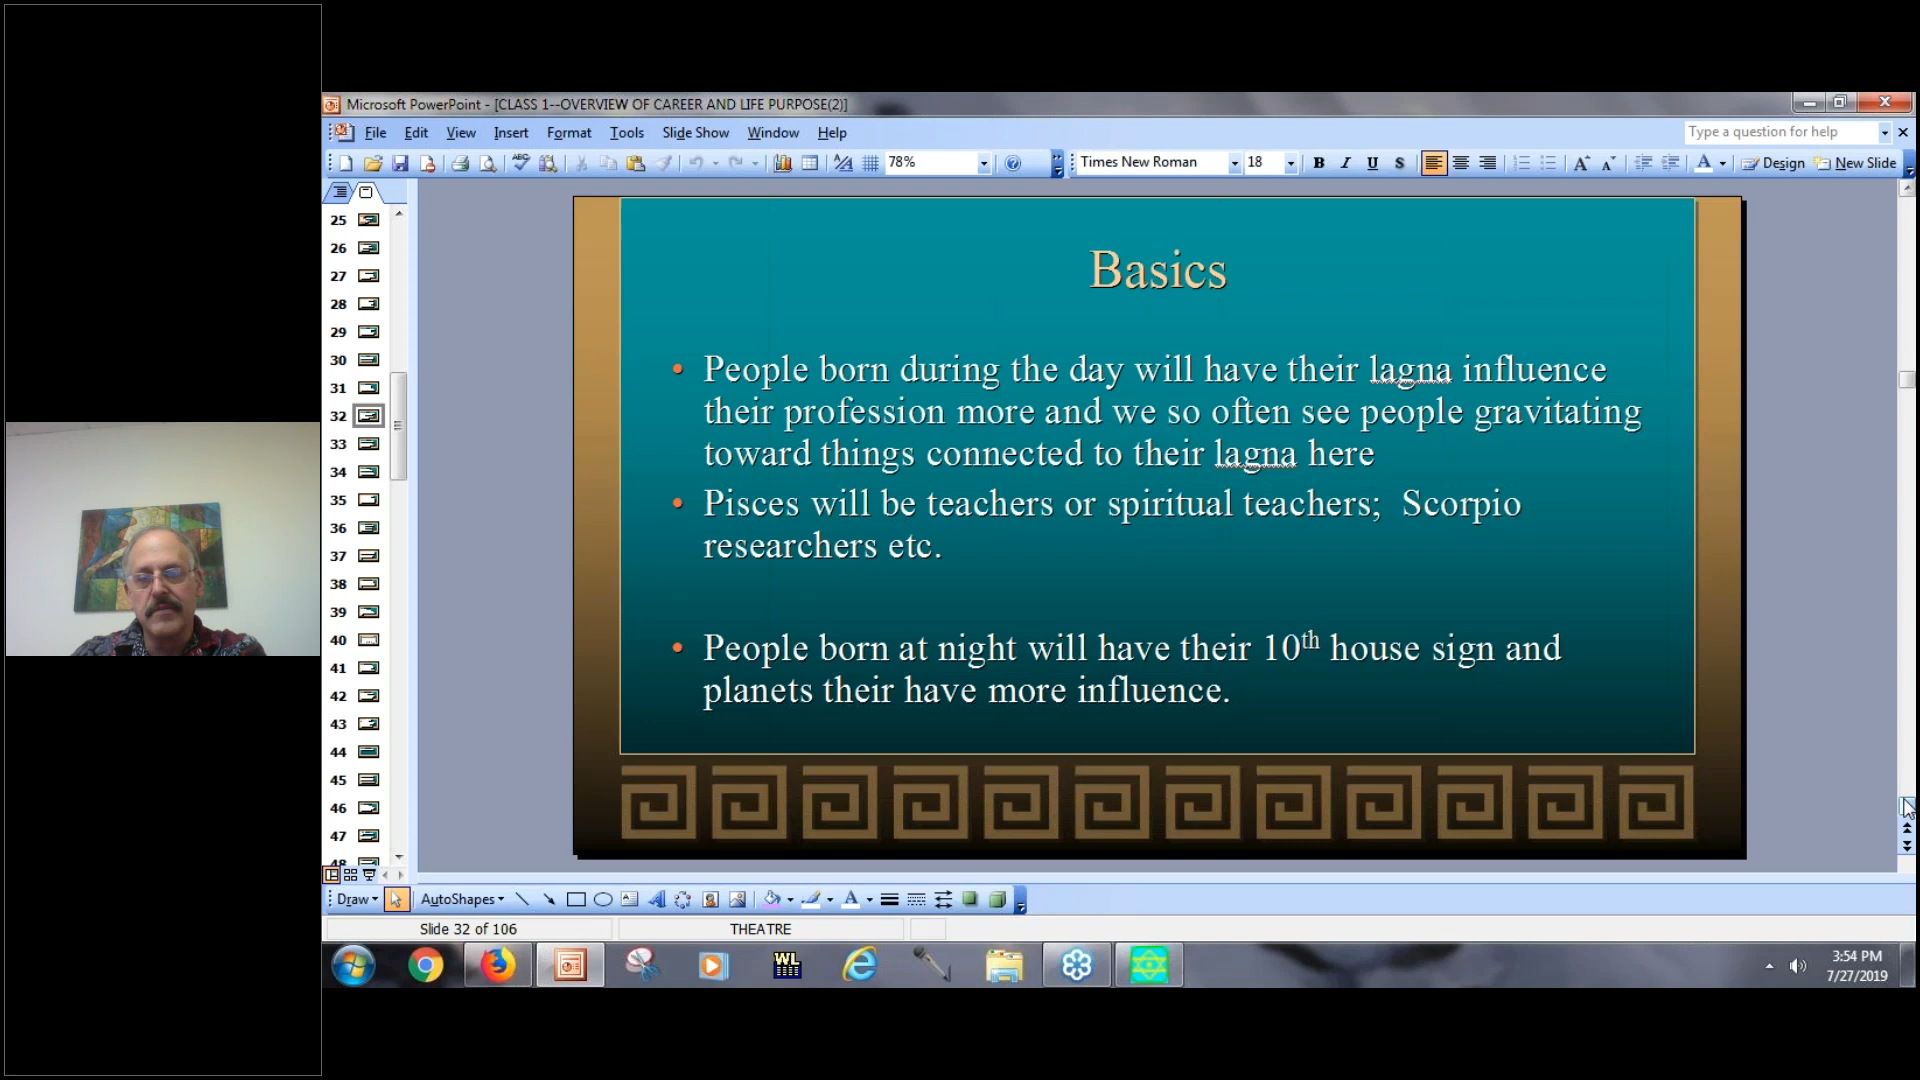 Microsoft PowerPoint - [CLASS 1--OVERVIEW OF CAREER AND LIFE PURPOSE(2)]
File Edit View Insert Format Tools Slide Show Window Help
Type a question for help
78%
Times New Roman
18
B I U S
Design
New Slide
25
26
27
28
29
30
31
32
33
34
35
36
37
38
39
40
41
42
43
44
45
46
47
48
Basics
• People born during the day will have their lagna influence
their profession more and we so often see people gravitating
toward things connected to their lagna here
• Pisces will be teachers or spiritual teachers; Scorpio
researchers etc.
• People born at night will have their 10th house sign and
planets their have more influence.
Draw
AutoShapes
Slide 32 of 106
THEATRE
WL
3:54 PM
7/27/2019